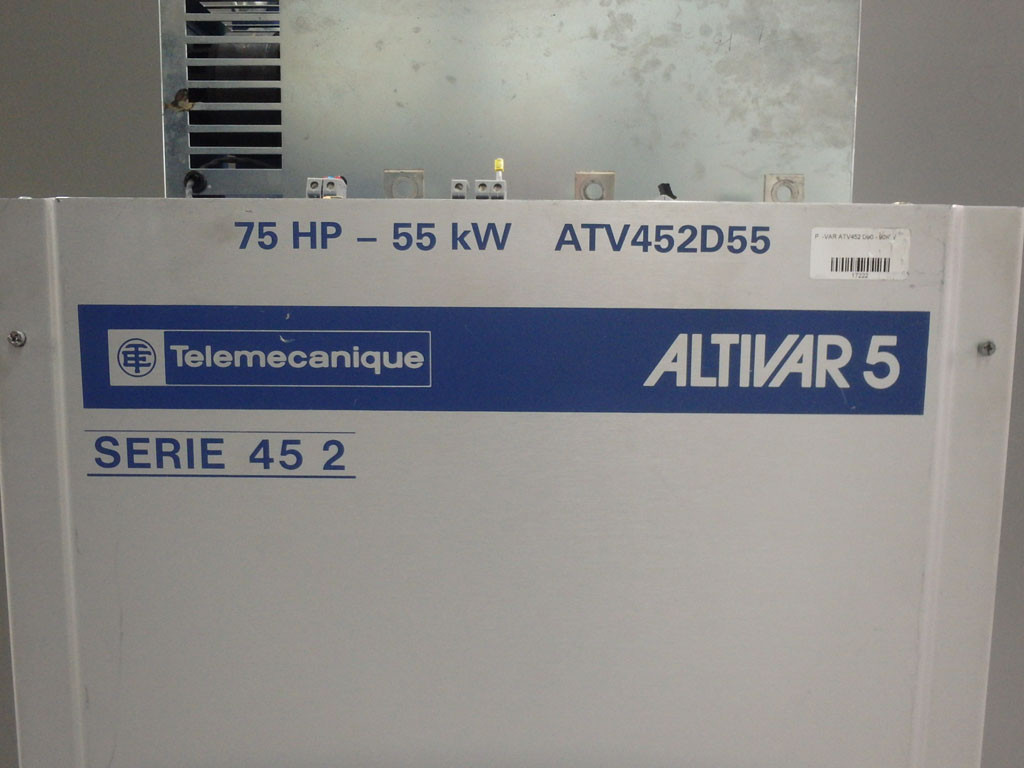 75 HP – 55 kW ATV452D55
Telemecanique
ALTIVAR 5
SERIE 45 2